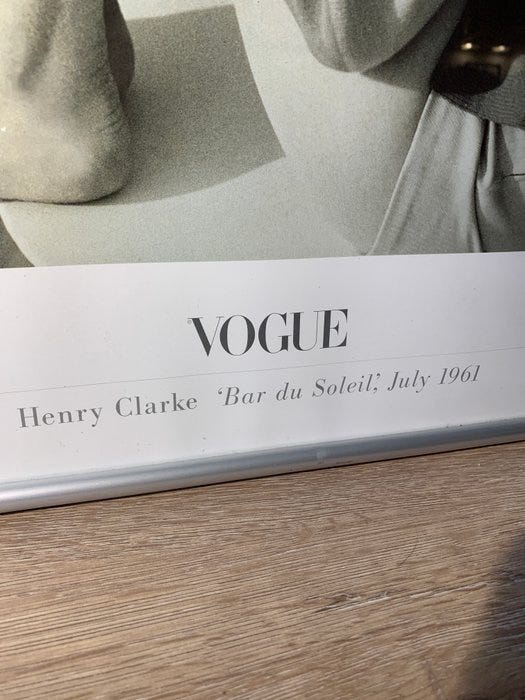 VOGUE
Henry Clarke ‘Bar du Soleil’, July 1961